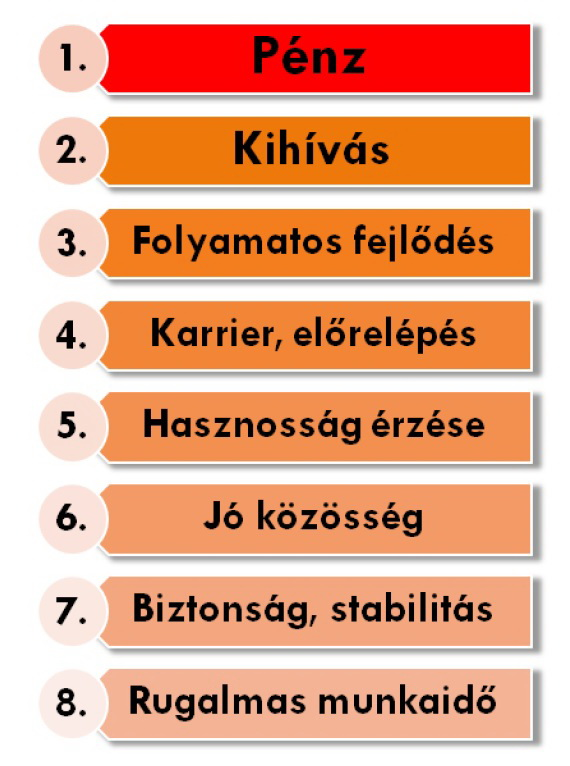 1. Pénz
2. Kihívás
3. Folyamatos fejlődés
4. Karrier, előrelépés
5. Hasznosság érzése
6. Jó közösség
7. Biztonság, stabilitás
8. Rugalmas munkaidő